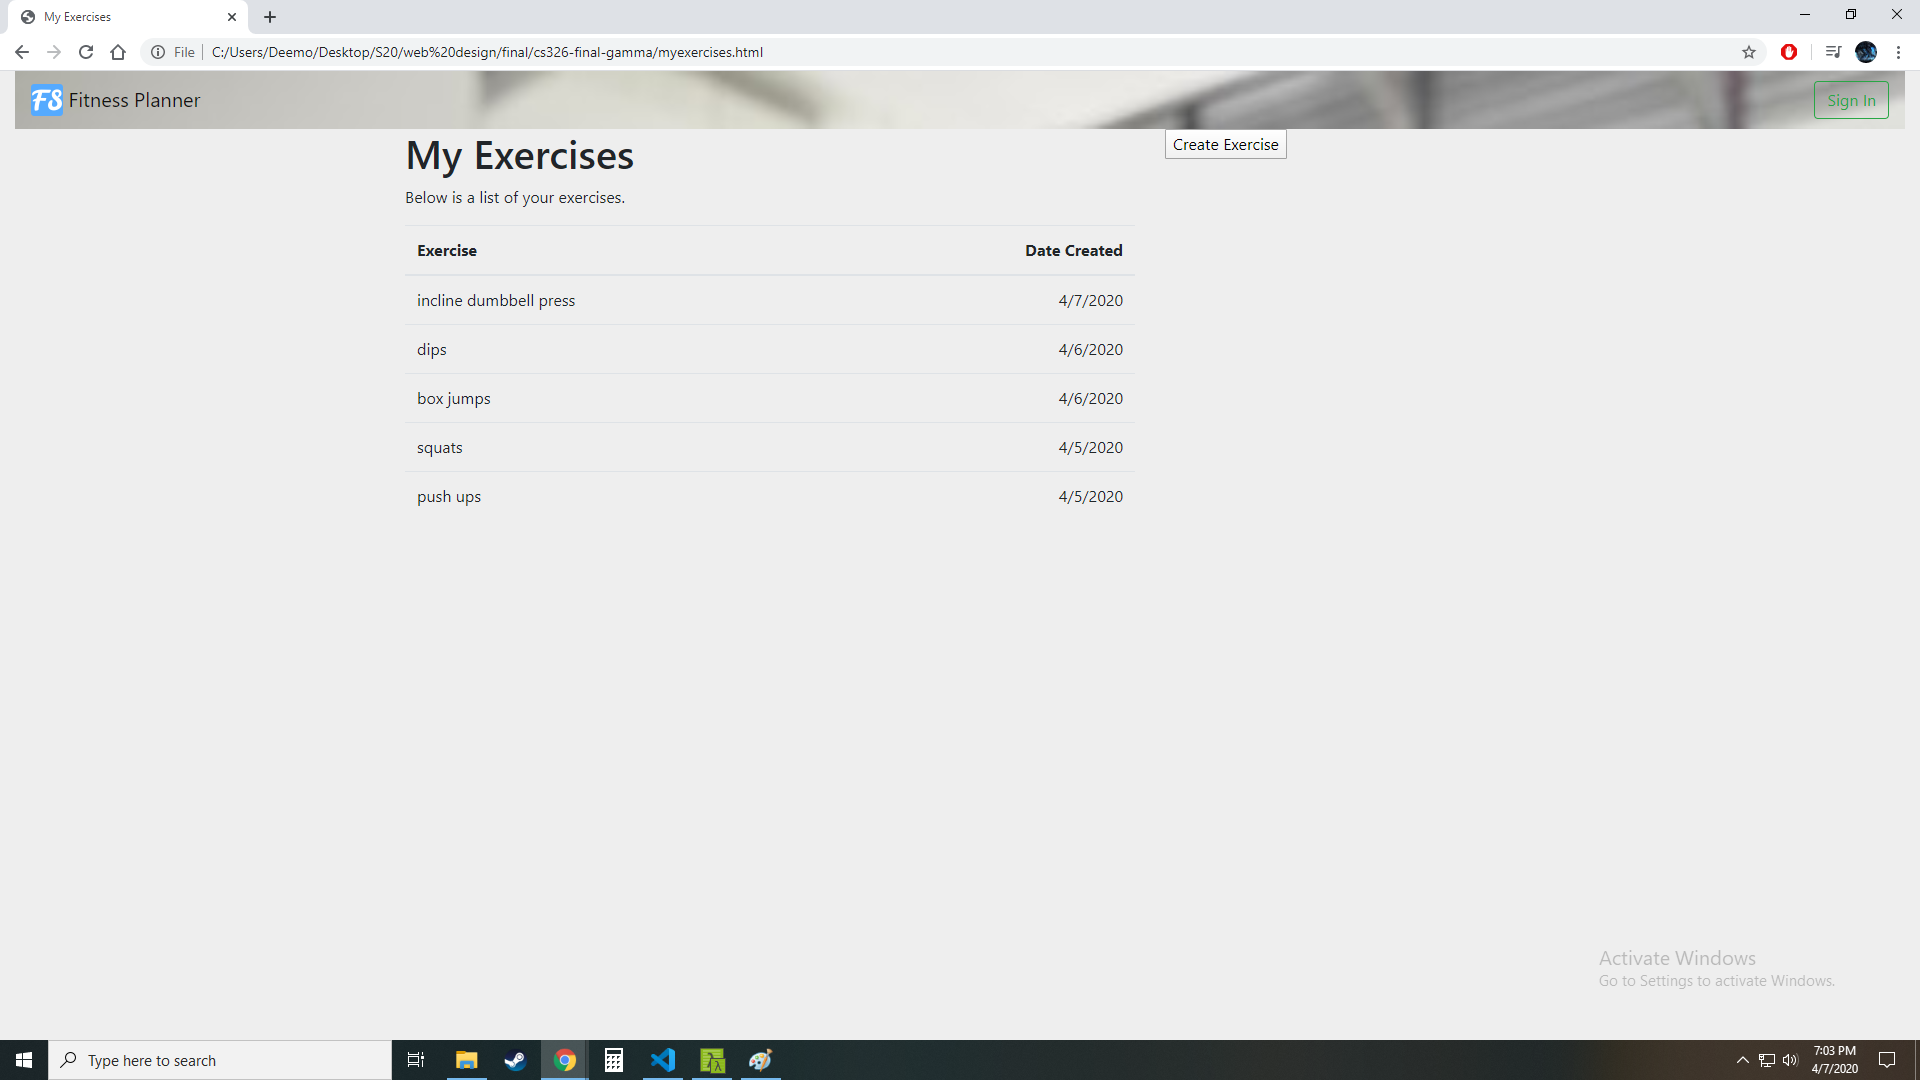 My Exercises
File
C:/Users/Deemo/Desktop/S20/web%20design/final/cs326-final-gamma/myexercises.html
FS Fitness Planner
Sign In
My Exercises
Create Exercise
Below is a list of your exercises.
Exercise Date Created
incline dumbbell press 4/7/2020
dips 4/6/2020
box jumps 4/6/2020
squats 4/5/2020
push ups 4/5/2020
Activate Windows
Go to Settings to activate Windows.
Type here to search
7:03 PM
4/7/2020